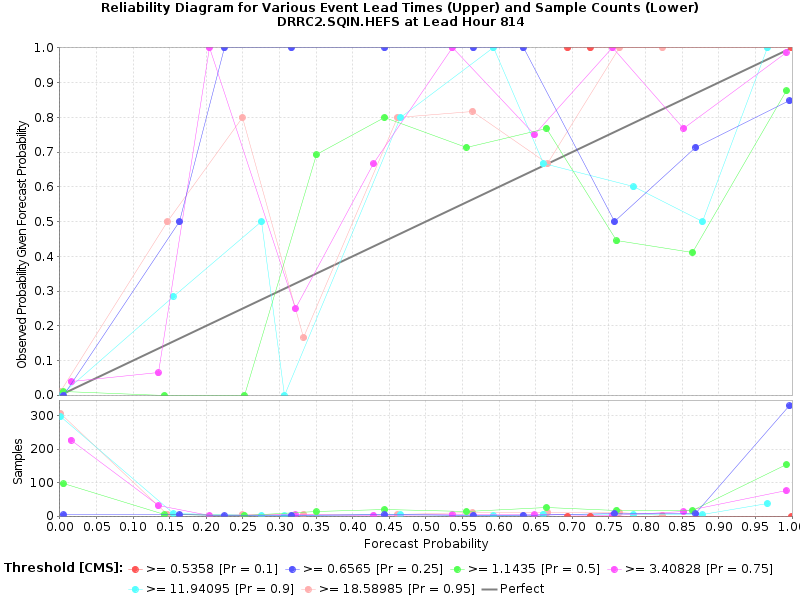 Reliability Diagram for Various Event Lead Times (Upper) and Sample Counts (Lower)
DRRC2.SQIN.HEFS at Lead Hour 814
Observed Probability Given Forecast Probability
1.0
0.9
0.8
0.7
0.6
0.5
0.4
0.3
0.2
0.1
0.0
Samples
300
200
100
0
0.00 0.05 0.10 0.15 0.20 0.25 0.30 0.35 0.40 0.45 0.50 0.55 0.60 0.65 0.70 0.75 0.80 0.85 0.90 0.95 1.00
Forecast Probability
Threshold [CMS]: >= 0.5358 [Pr = 0.1] >= 0.6565 [Pr = 0.25] >= 1.1435 [Pr = 0.5] >= 3.40828 [Pr = 0.75]
>= 11.94095 [Pr = 0.9] >= 18.58985 [Pr = 0.95] Perfect